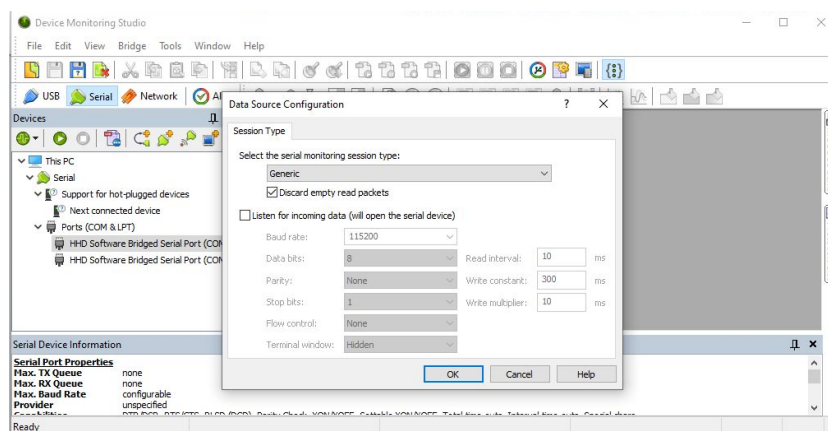 Device Monitoring Studio
File Edit View Bridge Tools Window Help
USB Serial Network
Devices
This PC
Serial
Support for hot-plugged devices
Next connected device
Ports (COM & LPT)
HHD Software Bridged Serial Port
HHD Software Bridged Serial Port
Data Source Configuration ? X
Session Type
Select the serial monitoring session type:
Generic
Discard empty read packets
Listen for incoming data (will open the serial device)
Baud rate: 115200
Data bits: 8 Read interval: 10 ms
Parity: None Write constant: 300 ms
Stop bits: 1 Write multiplier: 10 ms
Flow control: None
Terminal window: Hidden
OK Cancel Help
Serial Device Information
Serial Port Properties
Max. TX Queue none
Max. RX Queue none
Max. Baud Rate configurable
Provider unspecified
Ready